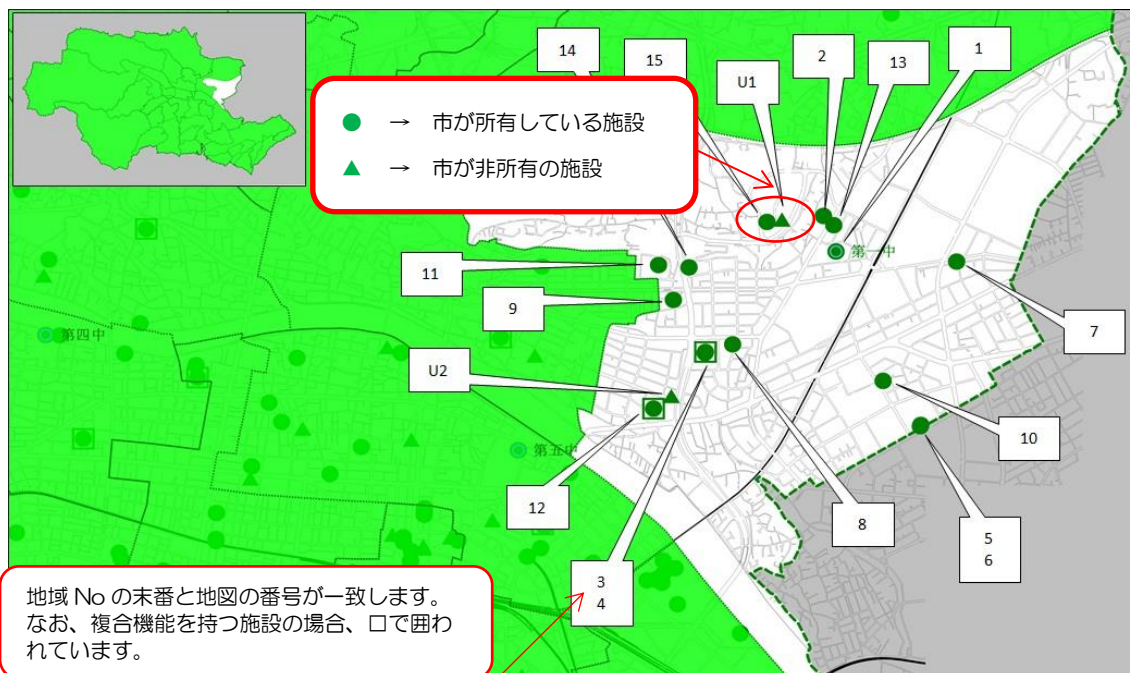 14
15
U1
2
13
1
● → 市が所有している施設
▲ → 市が非所有の施設
第一中
11
9
7
第四中
U2
第五中
10
12
8
5
6
3
4
地域 No の末番と地図の番号が一致します。
なお、複合機能を持つ施設の場合、口で囲わ
れています。